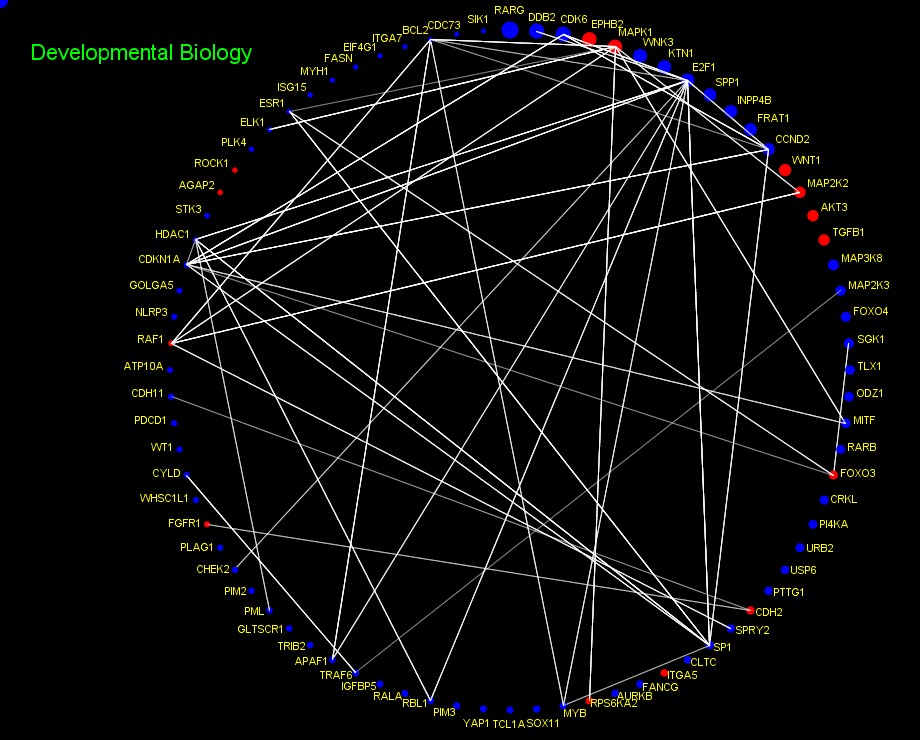 Developmental Biology
RARG
DDB2
CDK6
EPHB2
MAPK1
WNK3
KTN1
E2F1
SPP1
INPP4B
FRAT1
CCND2
WNT1
MAP2K2
AKT3
TGFB1
MAP3K8
MAP2K3
FOXO4
SGK1
TLX1
ODZ1
MITF
RARB
FOXO3
CRKL
PI4KA
URB2
USP6
PTTG1
CDH2
SPRY2
SP1
CLTC
ITGA5
FANCG
AURKB
RPS6KA2
MYB
SOX11
TCL1A
YAP1
PIM3
RBL1
RALA
IGFBP5
TRAF6
APAF1
TRIB2
GLTSCR1
PML
PIM2
CHEK2
PLAG1
FGFR1
WHSC1L1
CYLD
WT1
PDCD1
CDH11
ATP10A
RAF1
NLRP3
GOLGA5
CDKN1A
HDAC1
STK3
AGAP2
ROCK1
PLK4
ELK1
ESR1
ISG15
MYH1
FASN
EIF4G1
ITGA7
BCL2
CDC73
SIK1